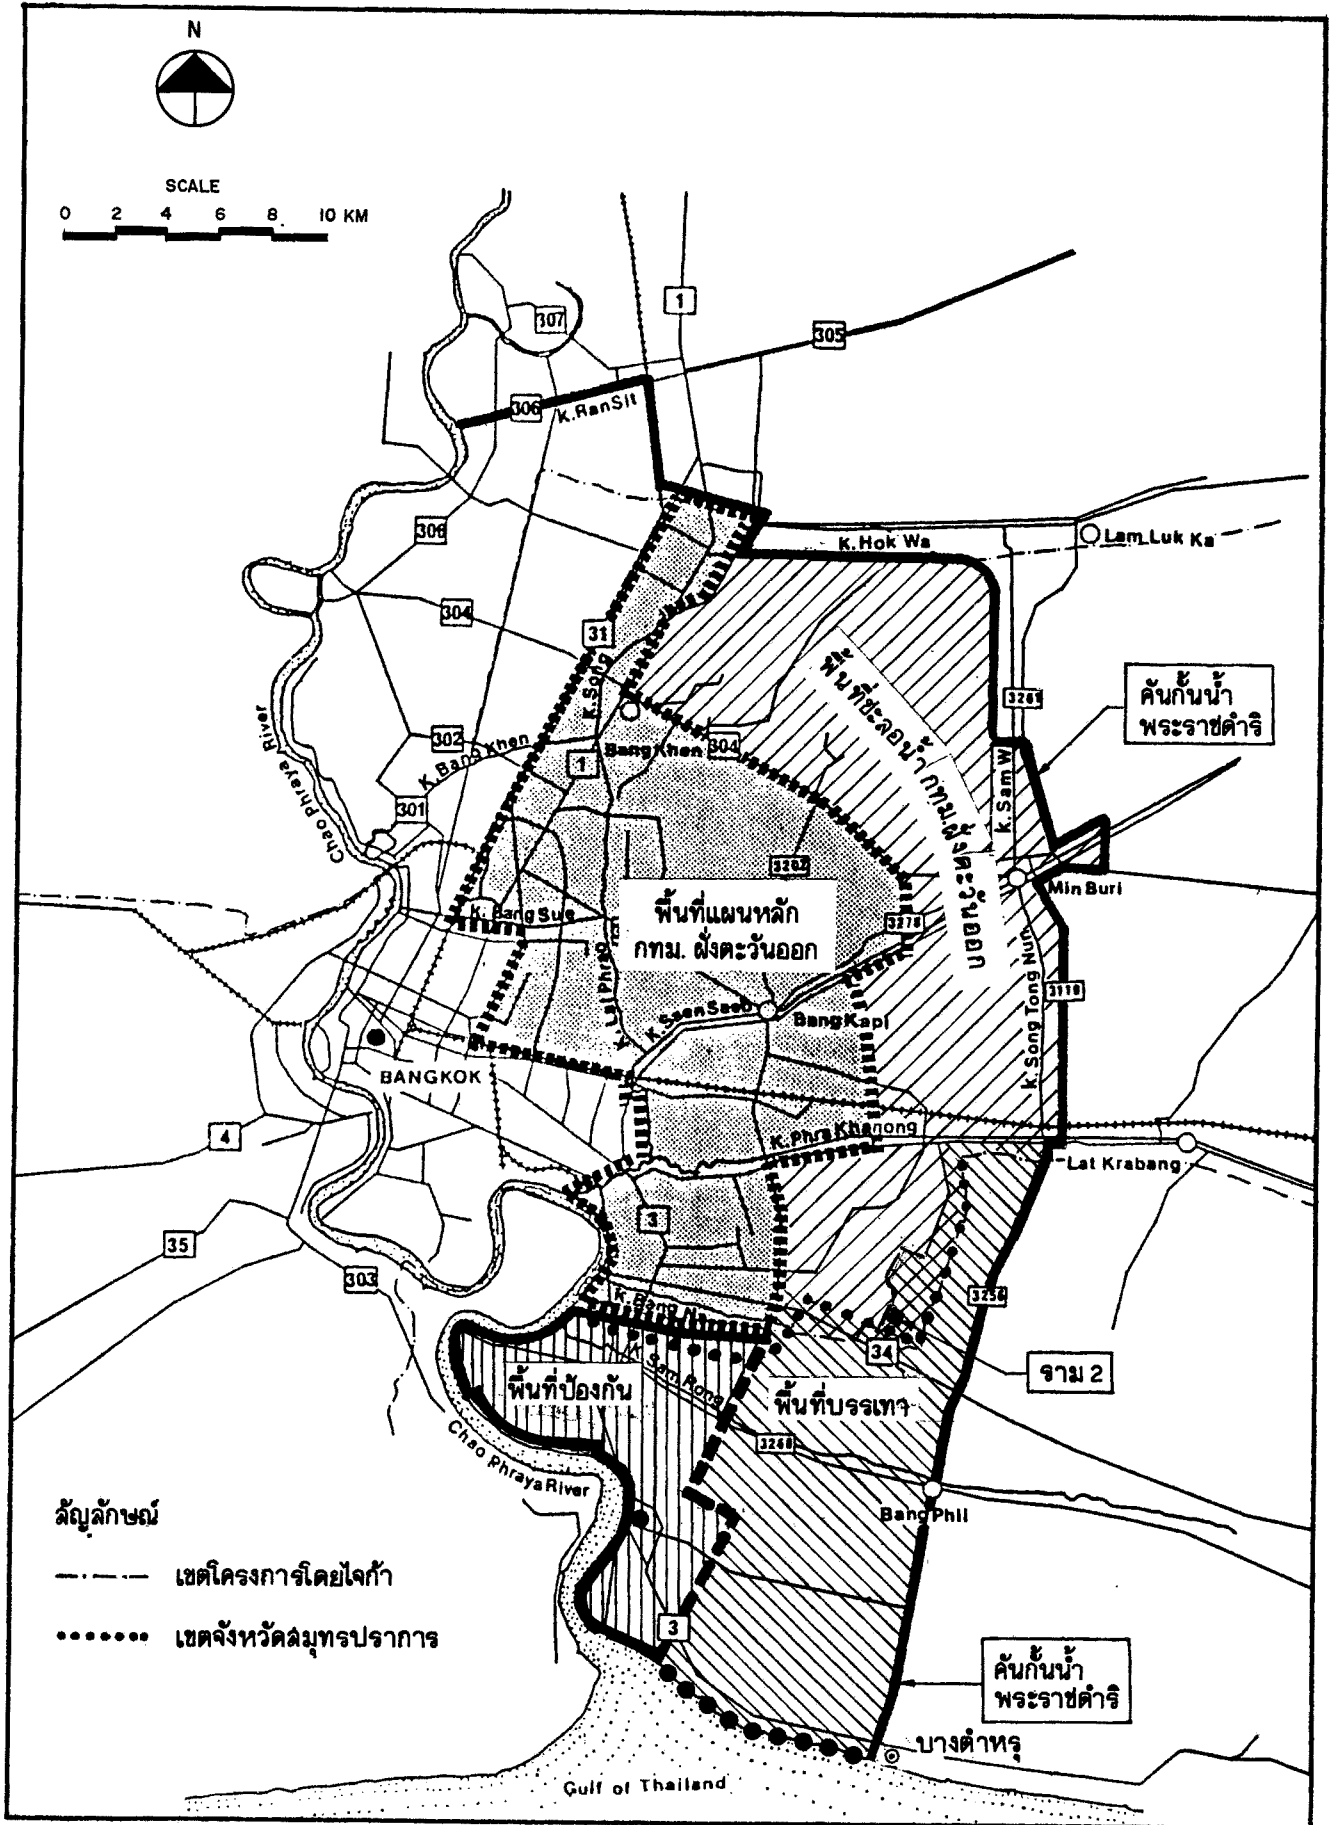 N
SCALE
0 2 4 6 8 10 KM
307
1
305
306
K.RanSit
306
K.Hok Wa
Lam Luk Ka
304
31
K.Song
พื้นที่ชะลอน้ำ กทม. ฝั่งตะวันออก
คันกั้นน้ำ
พระราชดำริ
Chao Phraya River
302
K.Bang Khen
Bang Khen
304
1
K.Sam W
301
3202
Min Buri
K. Bang Sue
พื้นที่แผนหลัก
กทม. ฝั่งตะวันออก
3278
K. Lat Phrao
K. Saen Saeb
Bang Kapi
K. Song Tong Nun
3119
BANGKOK
4
K. Phra Khanong
Lat Krabang
3
35
303
3256
K.Bang N
34
ราม 2
K. Sam Rong
พื้นที่ป้องกัน
พื้นที่บรรเทา
3268
Chao Phraya River
Bang Phli
สัญลักษณ์
เขตโครงการโดยไจก้า
เขตจังหวัดสมุทรปราการ
3
คันกั้นน้ำ
พระราชดำริ
บางตำหรุ
Gulf of Thailand